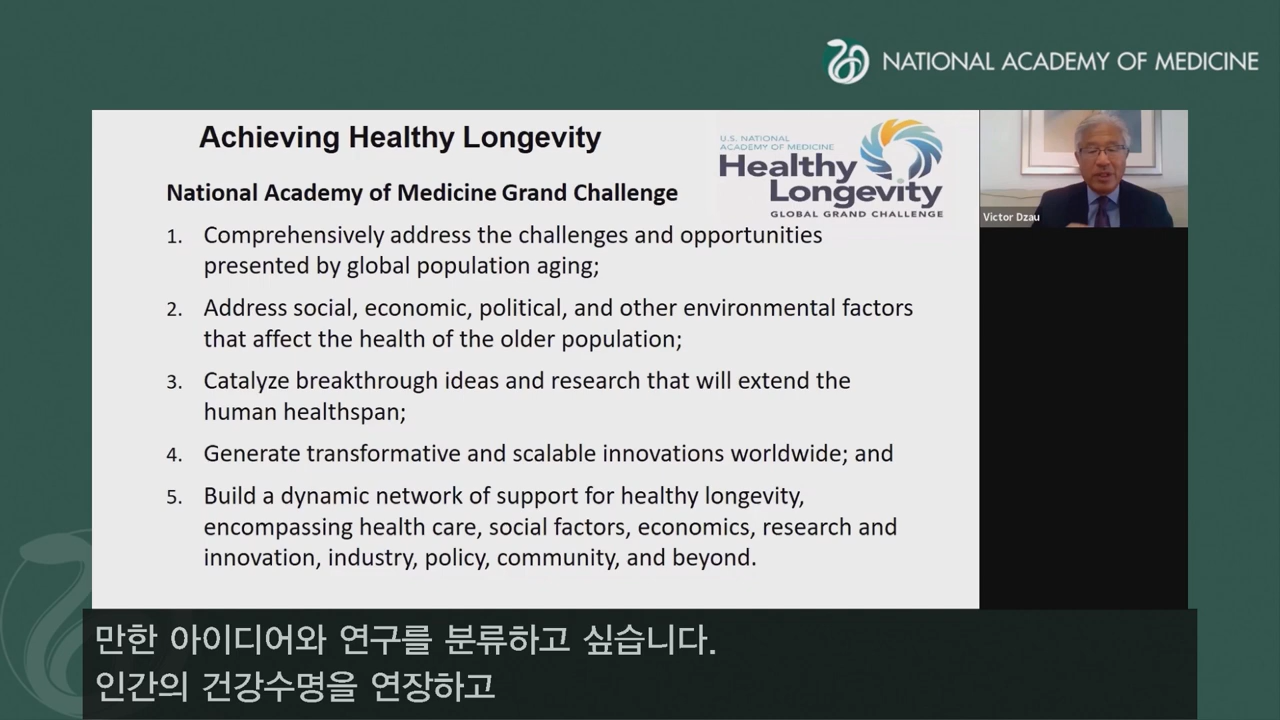 NATIONAL ACADEMY OF MEDICINE
Achieving Healthy Longevity
U.S. NATIONAL
ACADEMY OF MEDICINE
Healthy
Longevity
GLOBAL GRAND CHALLENGE
National Academy of Medicine Grand Challenge
1. Comprehensively address the challenges and opportunities
presented by global population aging;
2. Address social, economic, political, and other environmental factors
that affect the health of the older population;
3. Catalyze breakthrough ideas and research that will extend the
human healthspan;
4. Generate transformative and scalable innovations worldwide; and
5. Build a dynamic network of support for healthy longevity,
encompassing health care, social factors, economics, research and
innovation, industry, policy, community, and beyond.
Victor Dzau
만한 아이디어와 연구를 분류하고 싶습니다.
인간의 건강수명을 연장하고